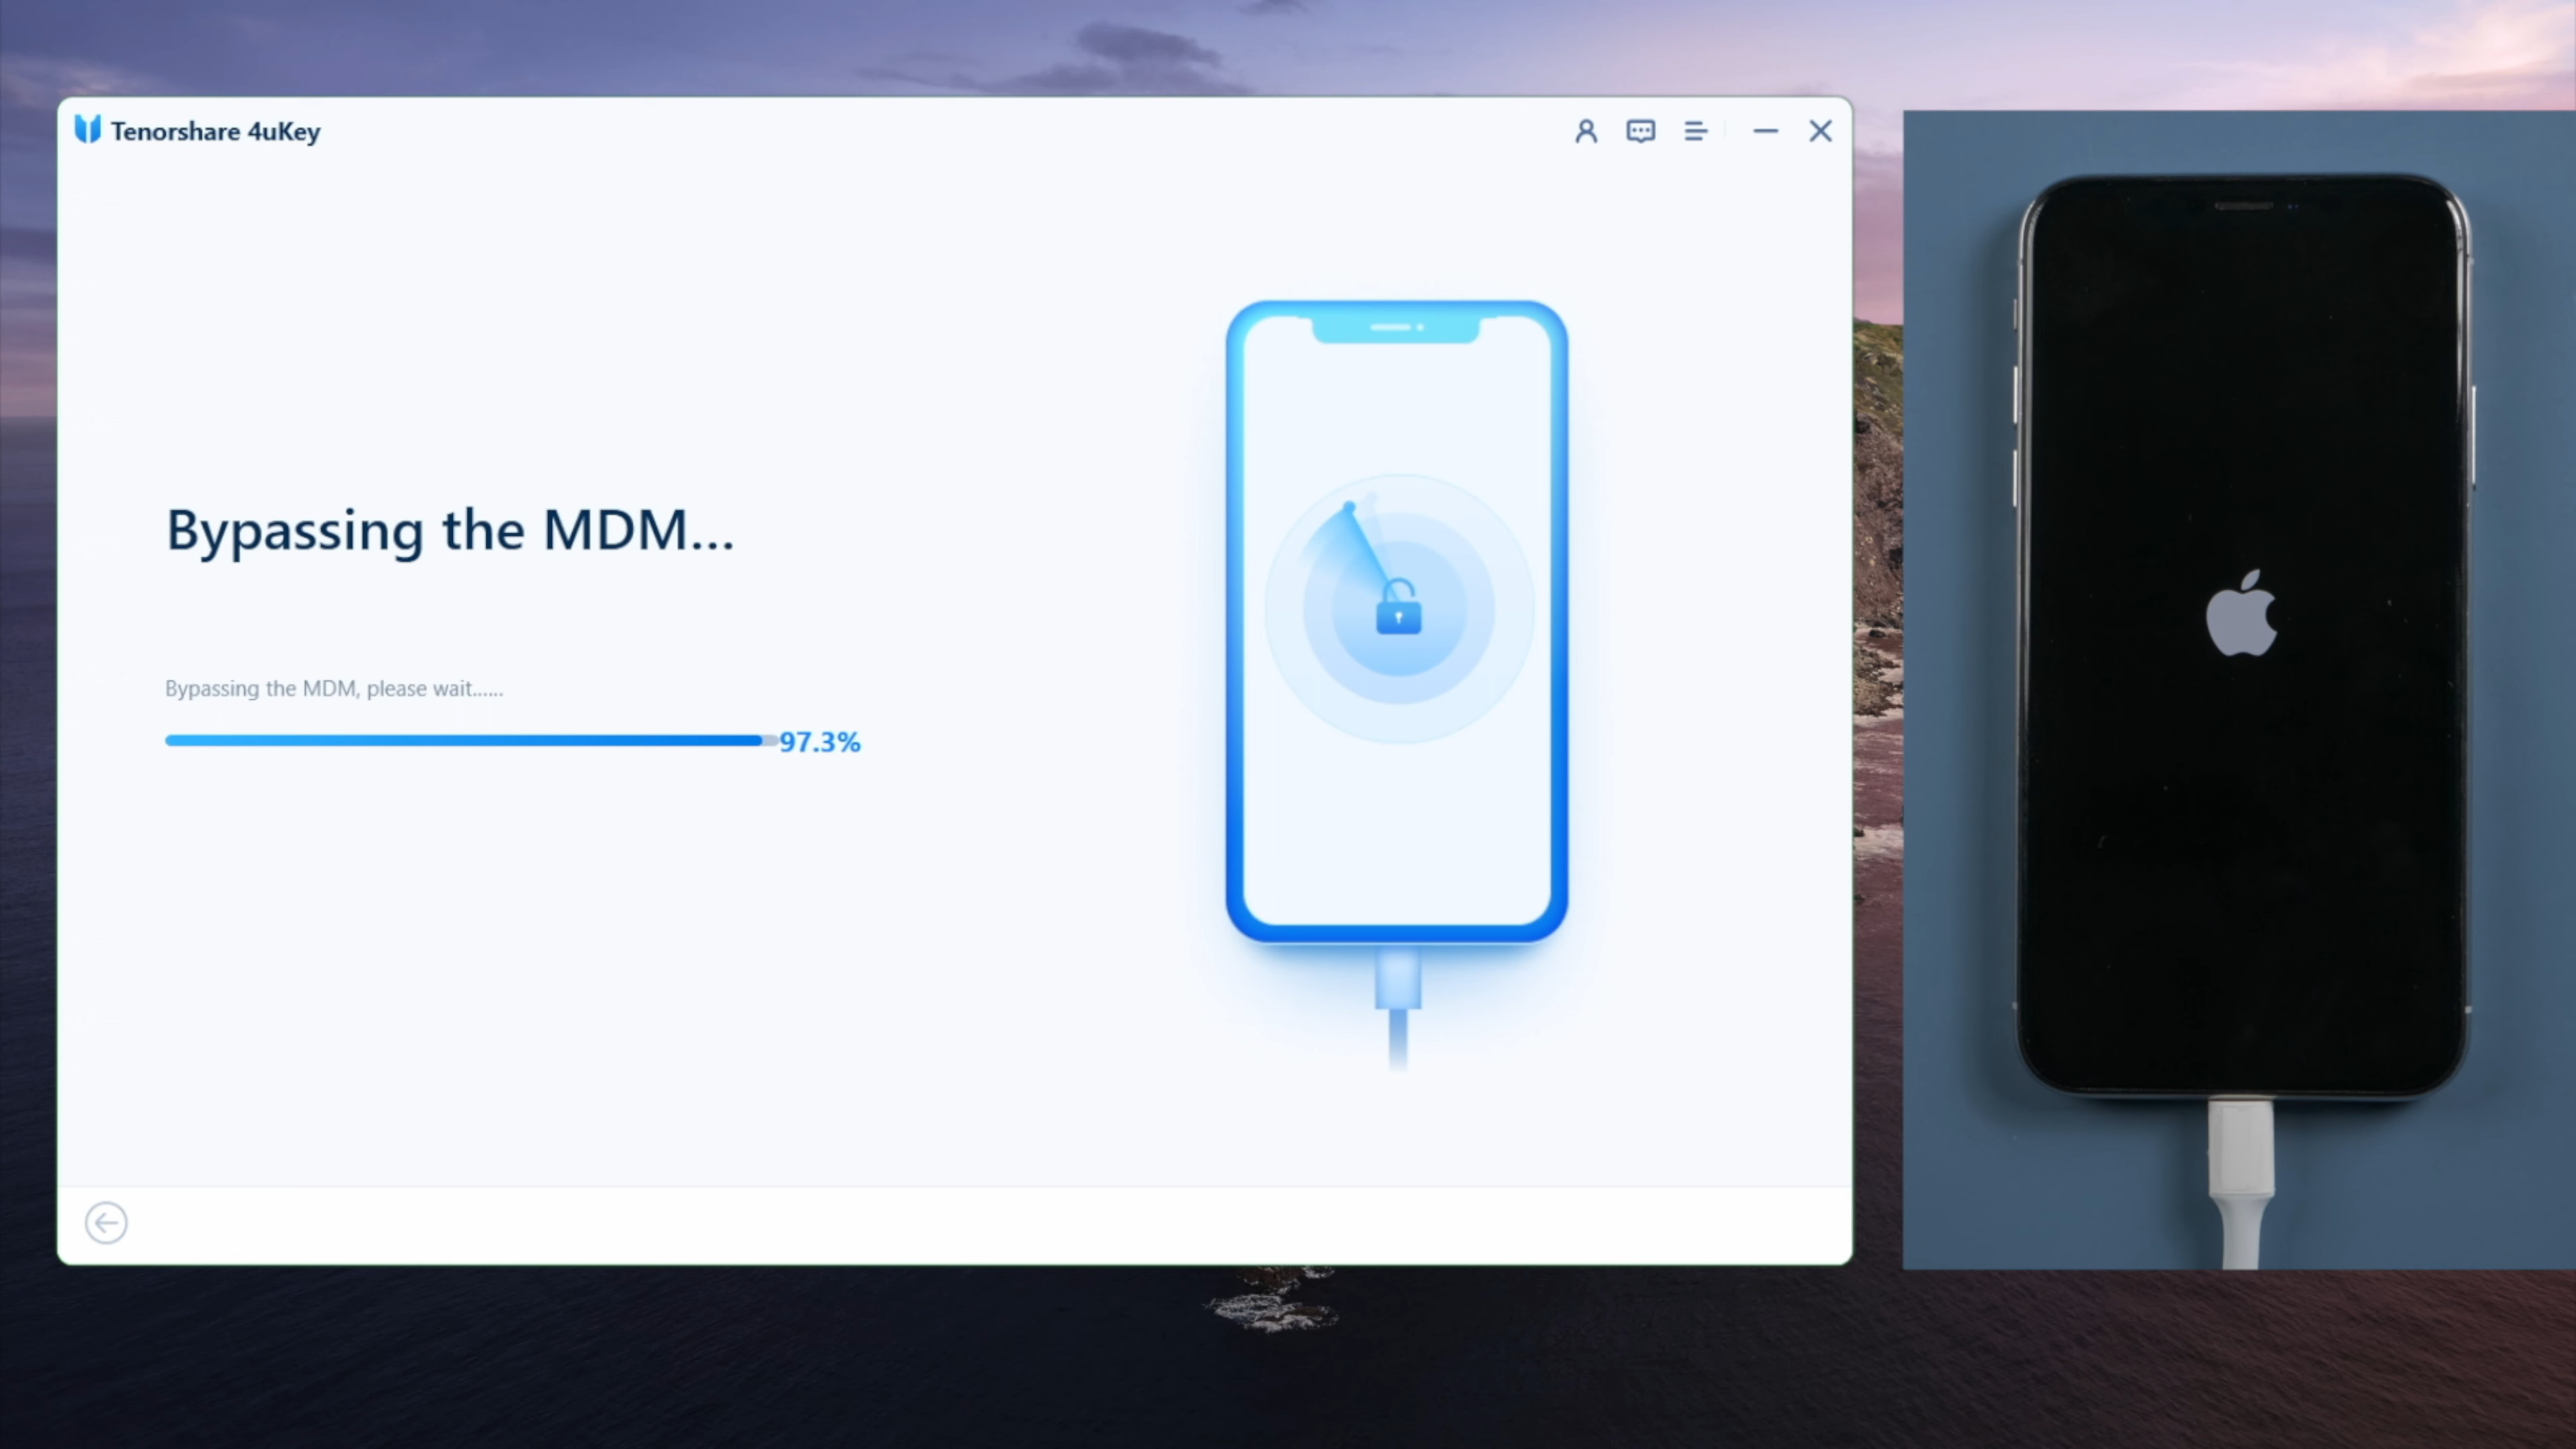 Tenorshare 4uKey
Bypassing the MDM...
Bypassing the MDM, please wait......
97.3%